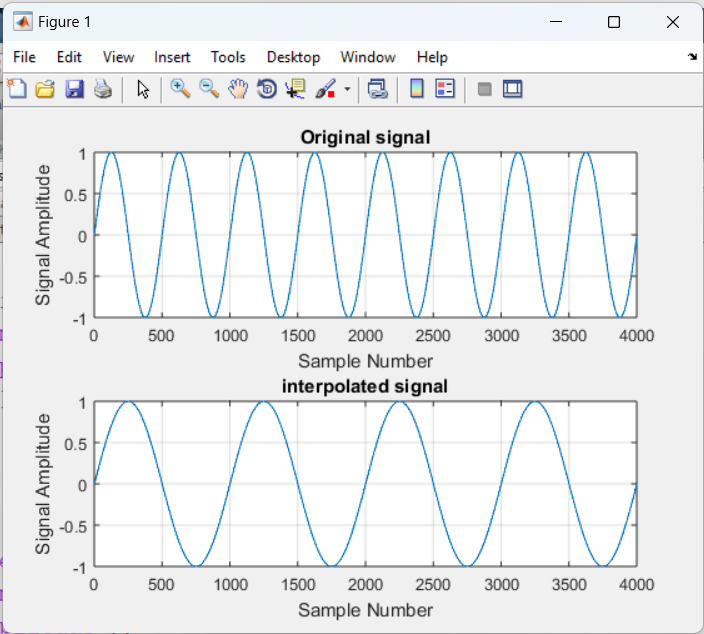 Figure 1
File Edit View Insert Tools Desktop Window Help
Original signal
1
0.5
0
-0.5
-1
Signal Amplitude
0 500 1000 1500 2000 2500 3000 3500 4000
Sample Number
interpolated signal
1
0.5
0
-0.5
-1
Signal Amplitude
0 500 1000 1500 2000 2500 3000 3500 4000
Sample Number